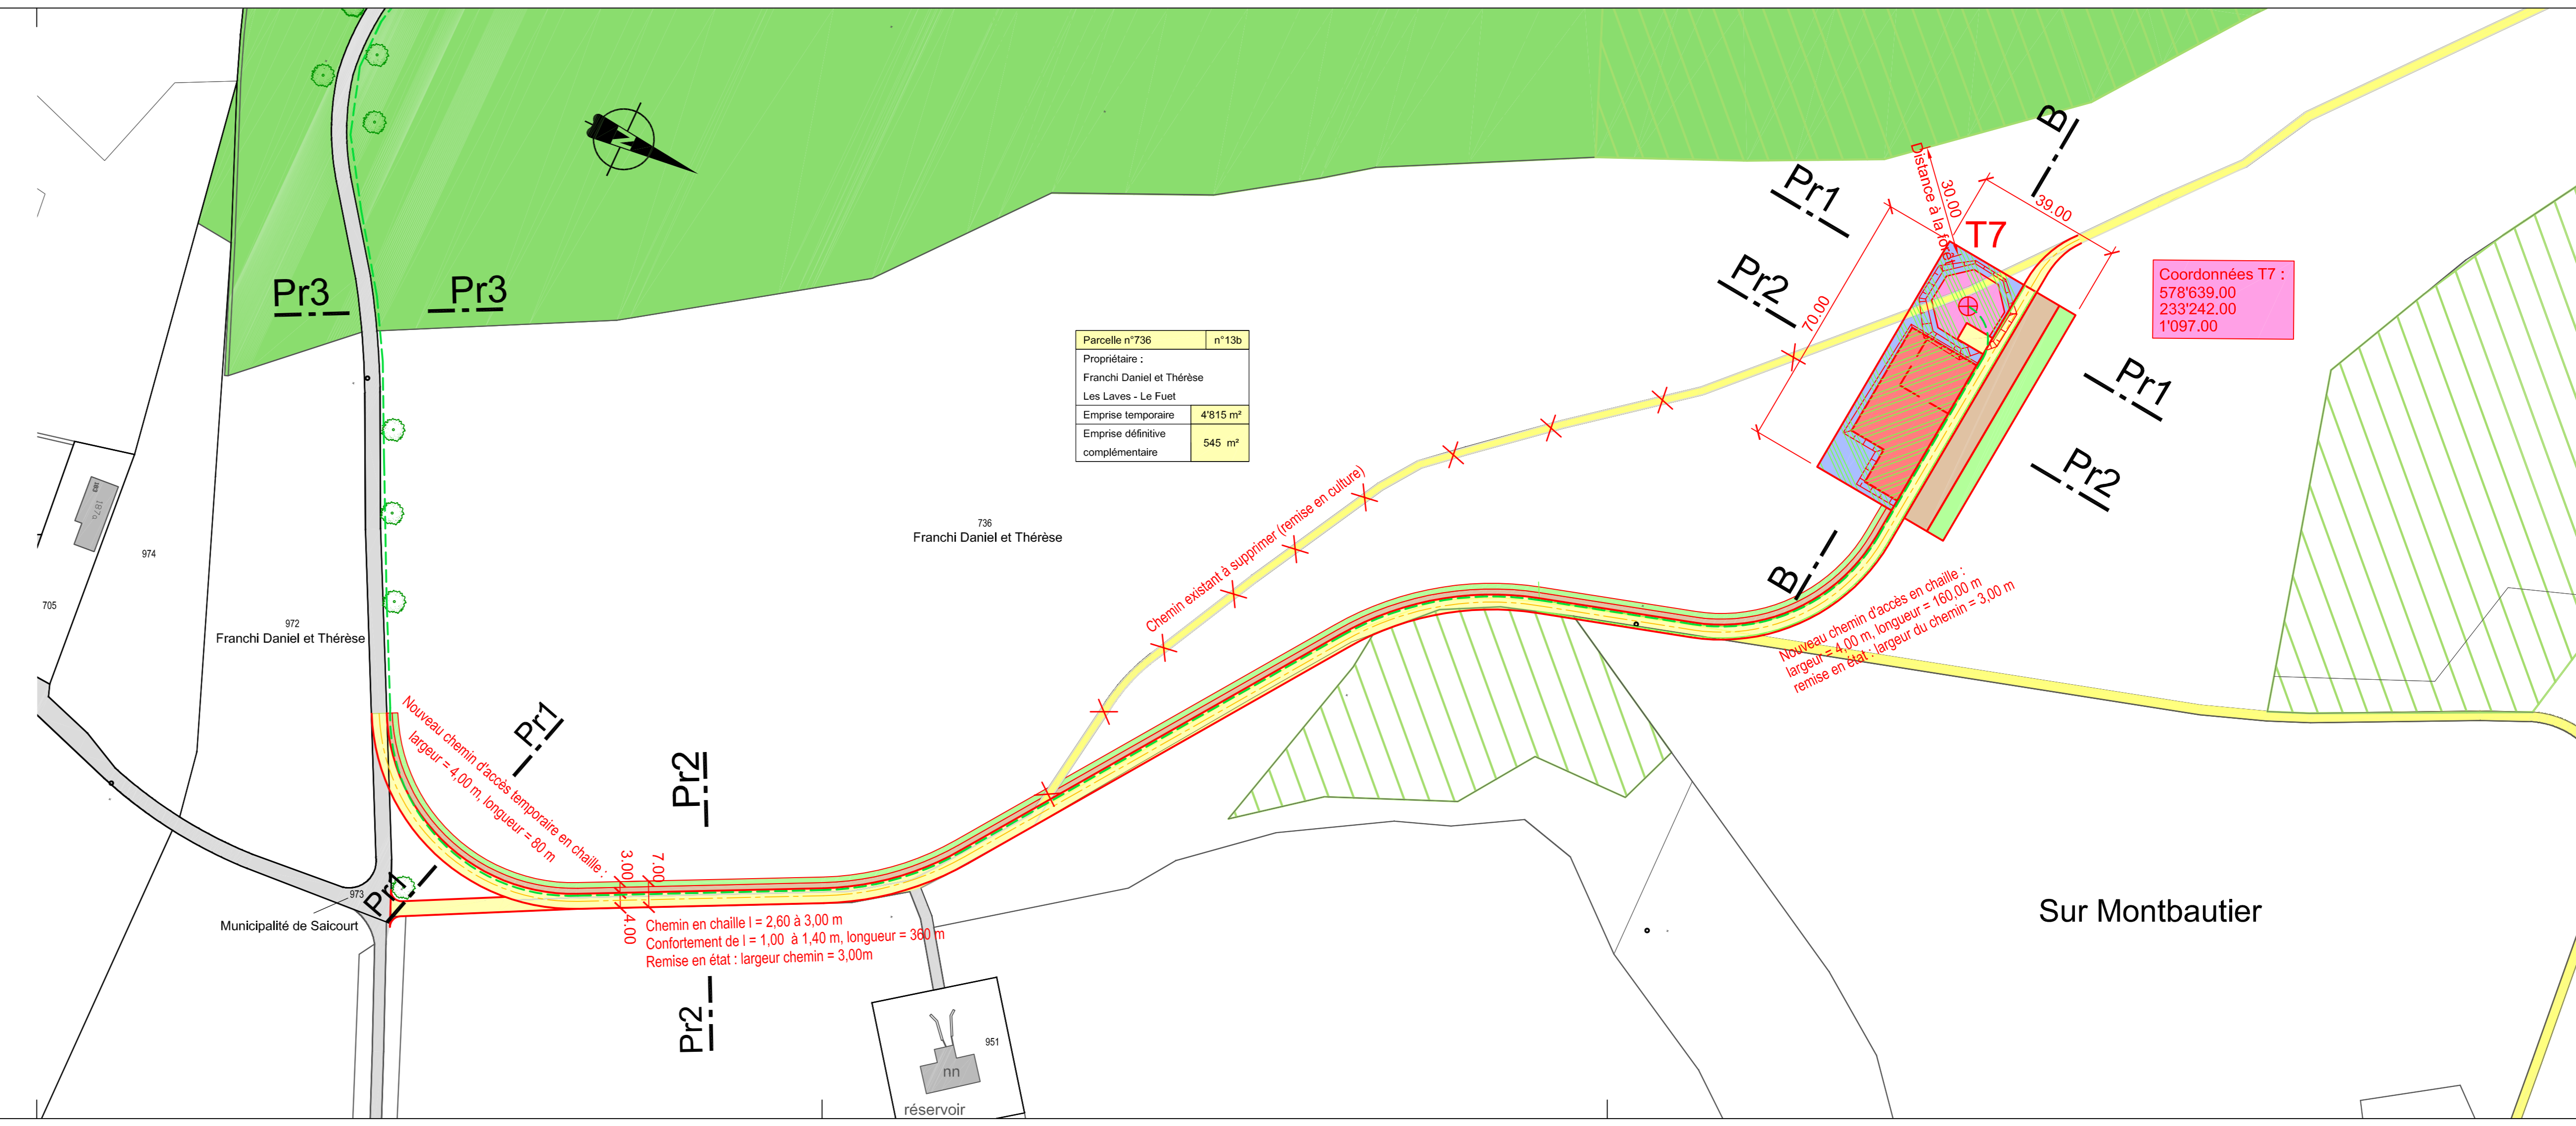 B
Pr1
Distance à la forêt
30.00
39.00
T7
Pr2
70.00
Coordonnées T7 :
578'639.00
233'242.00
1'097.00
Pr3
Pr3
Parcelle n°736 n°13b
Propriétaire :
Franchi Daniel et Thérèse
Les Laves - Le Fuet
Emprise temporaire 4'815 m²
Emprise définitive
complémentaire
545 m²
Pr1
Pr2
Chemin existant à supprimer (remise en culture)
187a
974
705
736
Franchi Daniel et Thérèse
B
972
Franchi Daniel et Thérèse
Nouveau chemin d'accès en chaille :
largeur = 4,00 m, longueur = 160,00 m
remise en état : largeur du chemin = 3,00 m
Nouveau chemin d'accès temporaire en chaille :
largeur = 4,00 m, longueur = 80 m
Pr1
Pr2
3.00
7.00
4.00
973
Pr1
Municipalité de Saicourt
Chemin en chaille l = 2,60 à 3,00 m
Confortement de l = 1,00 à 1,40 m, longueur = 360 m
Remise en état : largeur chemin = 3,00m
Sur Montbautier
Pr2
951
nn
réservoir